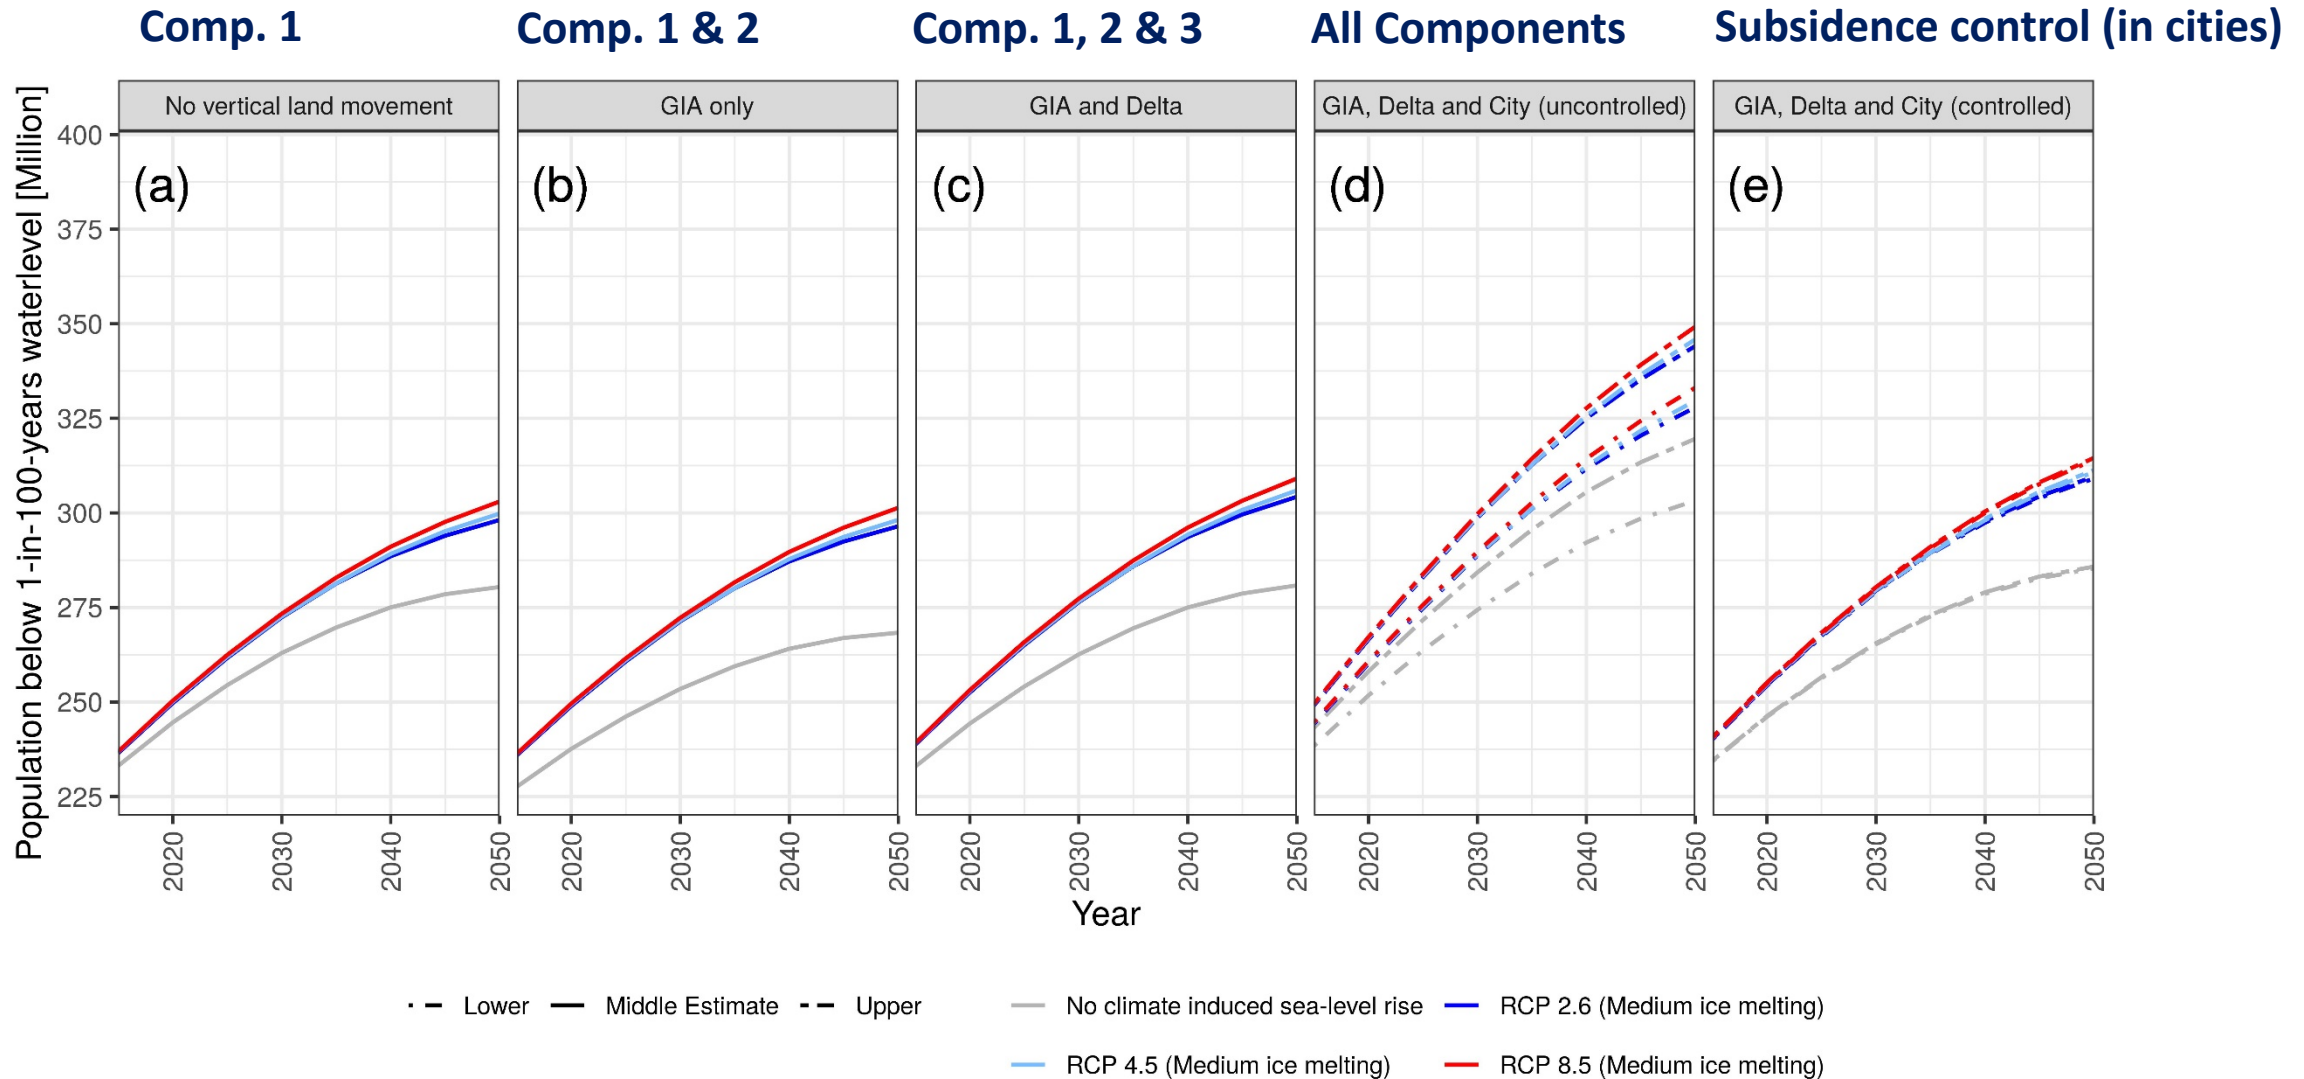 Comp. 1
Comp. 1 & 2
Comp. 1, 2 & 3
All Components
Subsidence control (in cities)
No vertical land movement
GIA only
GIA and Delta
GIA, Delta and City (uncontrolled)
GIA, Delta and City (controlled)
Population below 1-in-100-years waterlevel [Million]
400
375
350
325
300
275
250
225
(a)
(b)
(c)
(d)
(e)
2020
2030
2040
2050
2020
2030
2040
2050
2020
2030
2040
2050
2020
2030
2040
2050
2020
2030
2040
2050
Year
Lower
Middle Estimate
Upper
No climate induced sea-level rise
RCP 2.6 (Medium ice melting)
RCP 4.5 (Medium ice melting)
RCP 8.5 (Medium ice melting)